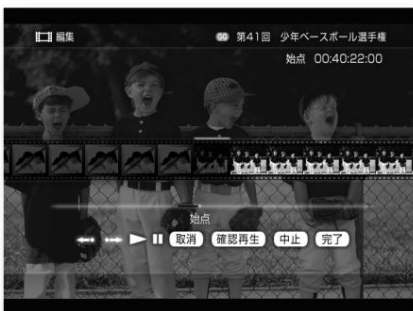 編集
GG 第41回 少年ベースボール選手権
始点 00:40:22:00
始点
取消 確認再生 中止 完了